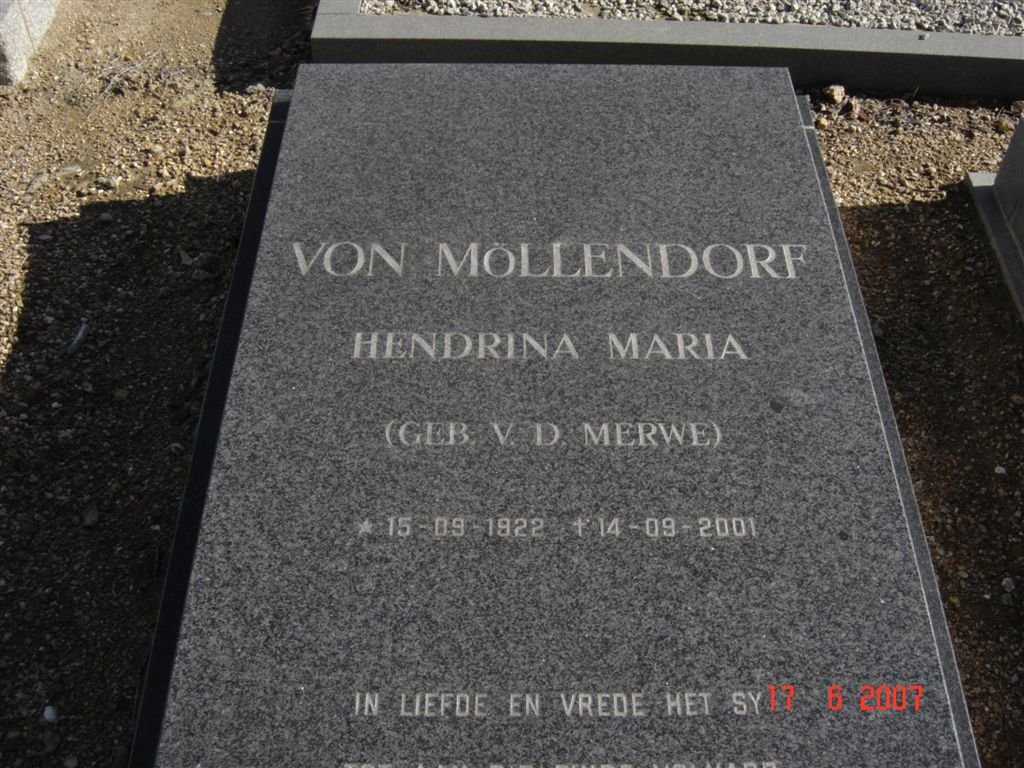 VON MÖLLENDORF
HENDRINA MARIA
(GEB. V. D. MERWE)
* 15-09-1922 †14-09-2001
IN LIEFDE EN VREDE HET SY
17 6 2007